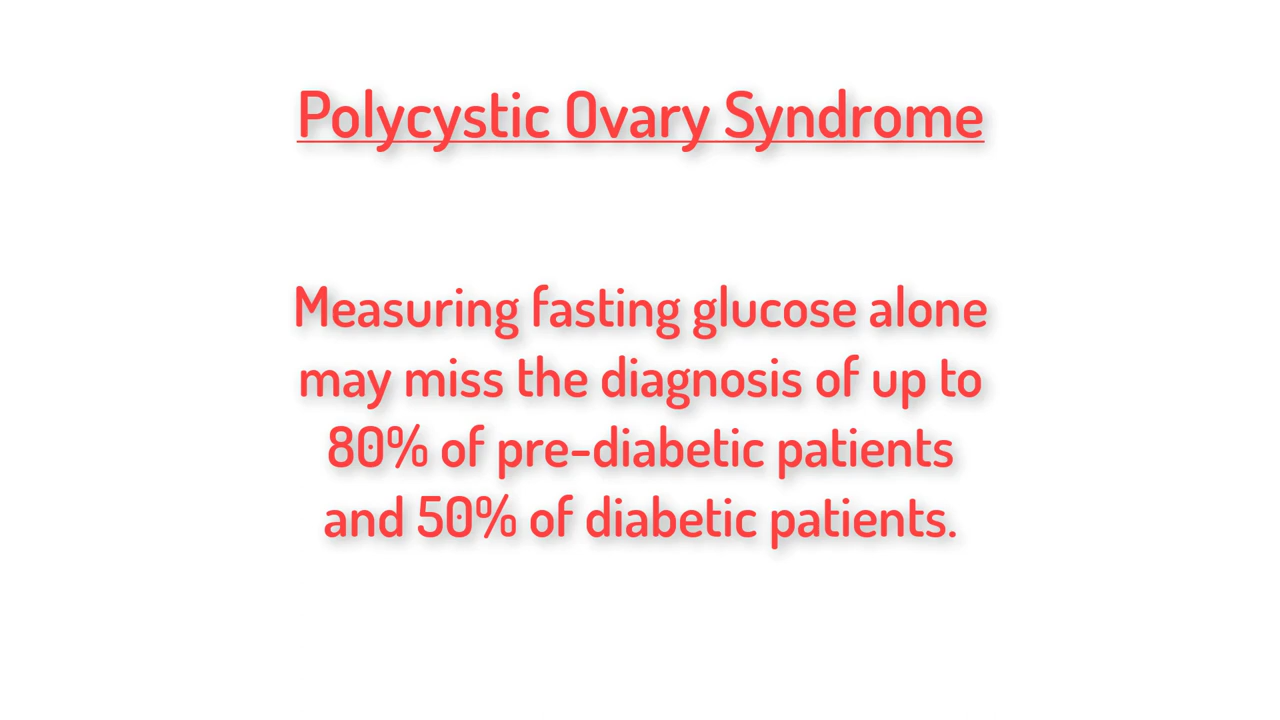 Polycystic Ovary Syndrome
Measuring fasting glucose alone
may miss the diagnosis of up to
80% of pre-diabetic patients
and 50% of diabetic patients.